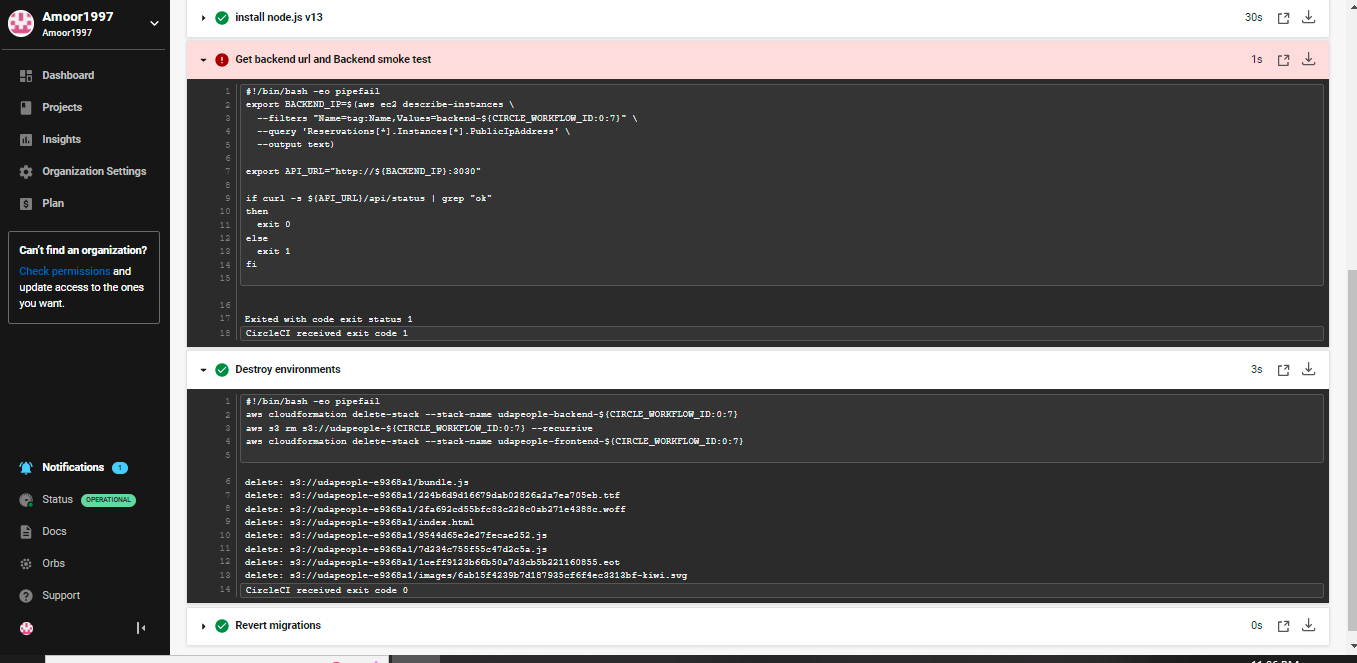 Amoor1997
Amoor1997
Dashboard
Projects
Insights
Organization Settings
Plan
Can't find an organization?
Check permissions and
update access to the ones
you want.
Notifications 1
Status OPERATIONAL
Docs
Orbs
Support
install node.js v13 30s
Get backend url and Backend smoke test 1s
1 #!/bin/bash -eo pipefail
2 export BACKEND_IP=$(aws ec2 describe-instances \
3 --filters "Name=tag:Name,Values=backend-${CIRCLE_WORKFLOW_ID:0:7}" \
4 --query 'Reservations[*].Instances[*].PublicIpAddress' \
5 --output text)
6
7 export API_URL="http://${BACKEND_IP}:3030"
8
9 if curl -s ${API_URL}/api/status | grep "ok"
10 then
11 exit 0
12 else
13 exit 1
14 fi
15
16
17 Exited with code exit status 1
18 CircleCI received exit code 1
Destroy environments 3s
1 #!/bin/bash -eo pipefail
2 aws cloudformation delete-stack --stack-name udapeople-backend-${CIRCLE_WORKFLOW_ID:0:7}
3 aws s3 rm s3://udapeople-${CIRCLE_WORKFLOW_ID:0:7} --recursive
4 aws cloudformation delete-stack --stack-name udapeople-frontend-${CIRCLE_WORKFLOW_ID:0:7}
5
6 delete: s3://udapeople-e9368a1/bundle.js
7 delete: s3://udapeople-e9368a1/224b6d9d16679dab02826a2a7ea705eb.ttf
8 delete: s3://udapeople-e9368a1/2fa692cd55bfc83c228c0ab271e4388c.woff
9 delete: s3://udapeople-e9368a1/index.html
10 delete: s3://udapeople-e9368a1/9544d65e2e27fecae252.js
11 delete: s3://udapeople-e9368a1/7d234c755f55c47d2c5a.js
12 delete: s3://udapeople-e9368a1/1ceff9123b66b50a7d3cb5b221160855.eot
13 delete: s3://udapeople-e9368a1/images/6ab15f4239b7d187935cf6f4ec3313bf-kiwi.svg
14 CircleCI received exit code 0
Revert migrations 0s